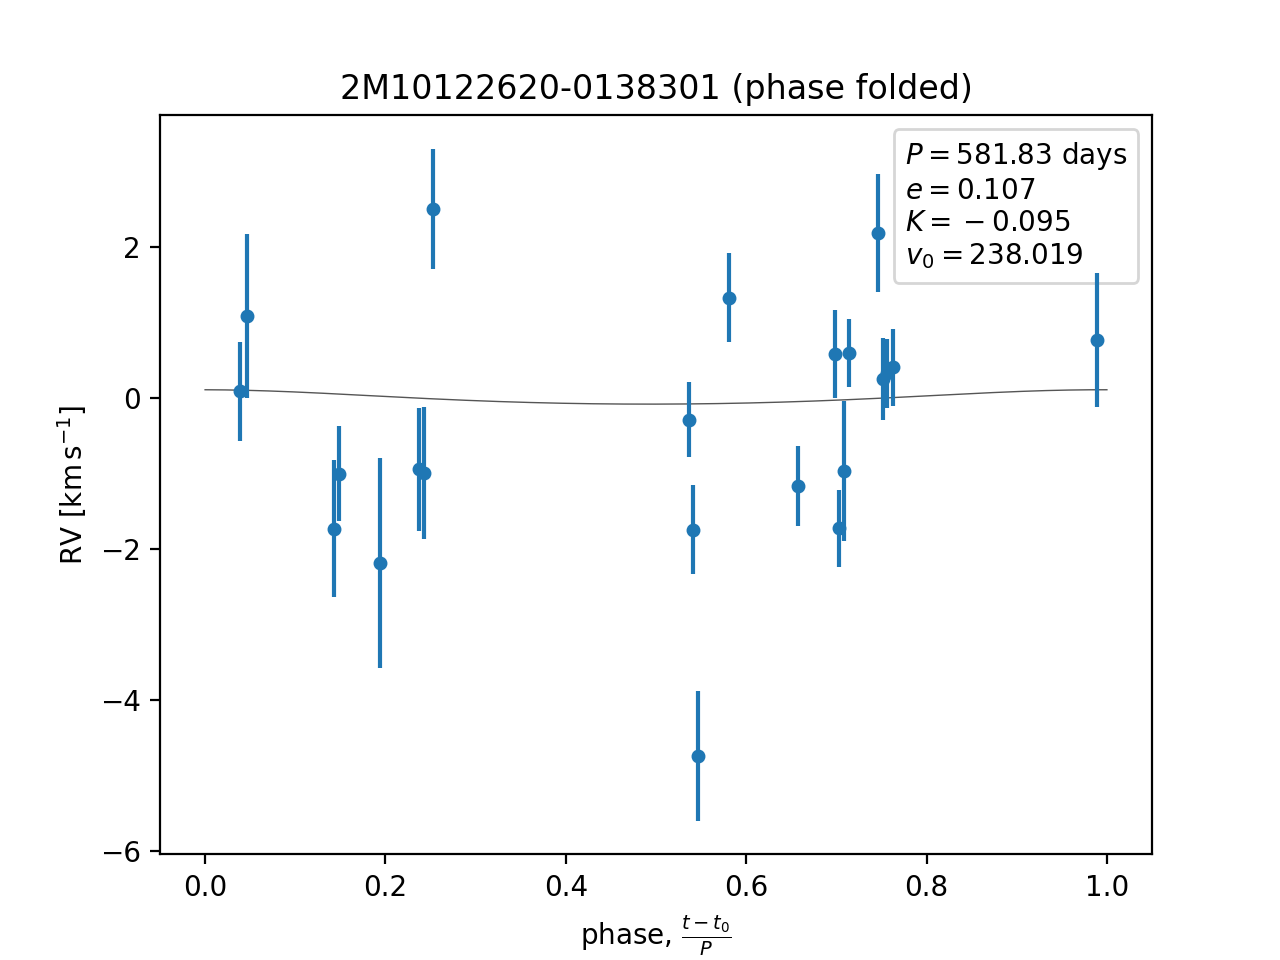 2M10122620-0138301 (phase folded)
P = 581.83 days
e = 0.107
K = −0.095
v₀ = 238.019
RV [km s⁻¹]
2
0
−2
−4
−6
0.0 0.2 0.4 0.6 0.8 1.0
phase, (t − t₀)/P